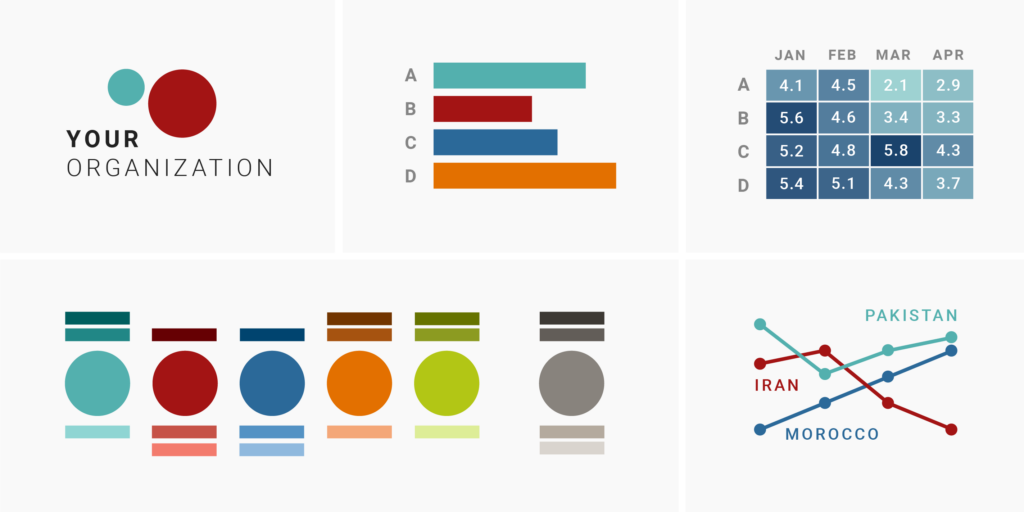 YOUR
ORGANIZATION
A
B
C
D
JAN FEB MAR APR
A 4.1 4.5 2.1 2.9
B 5.6 4.6 3.4 3.3
C 5.2 4.8 5.8 4.3
D 5.4 5.1 4.3 3.7
PAKISTAN
IRAN
MOROCCO